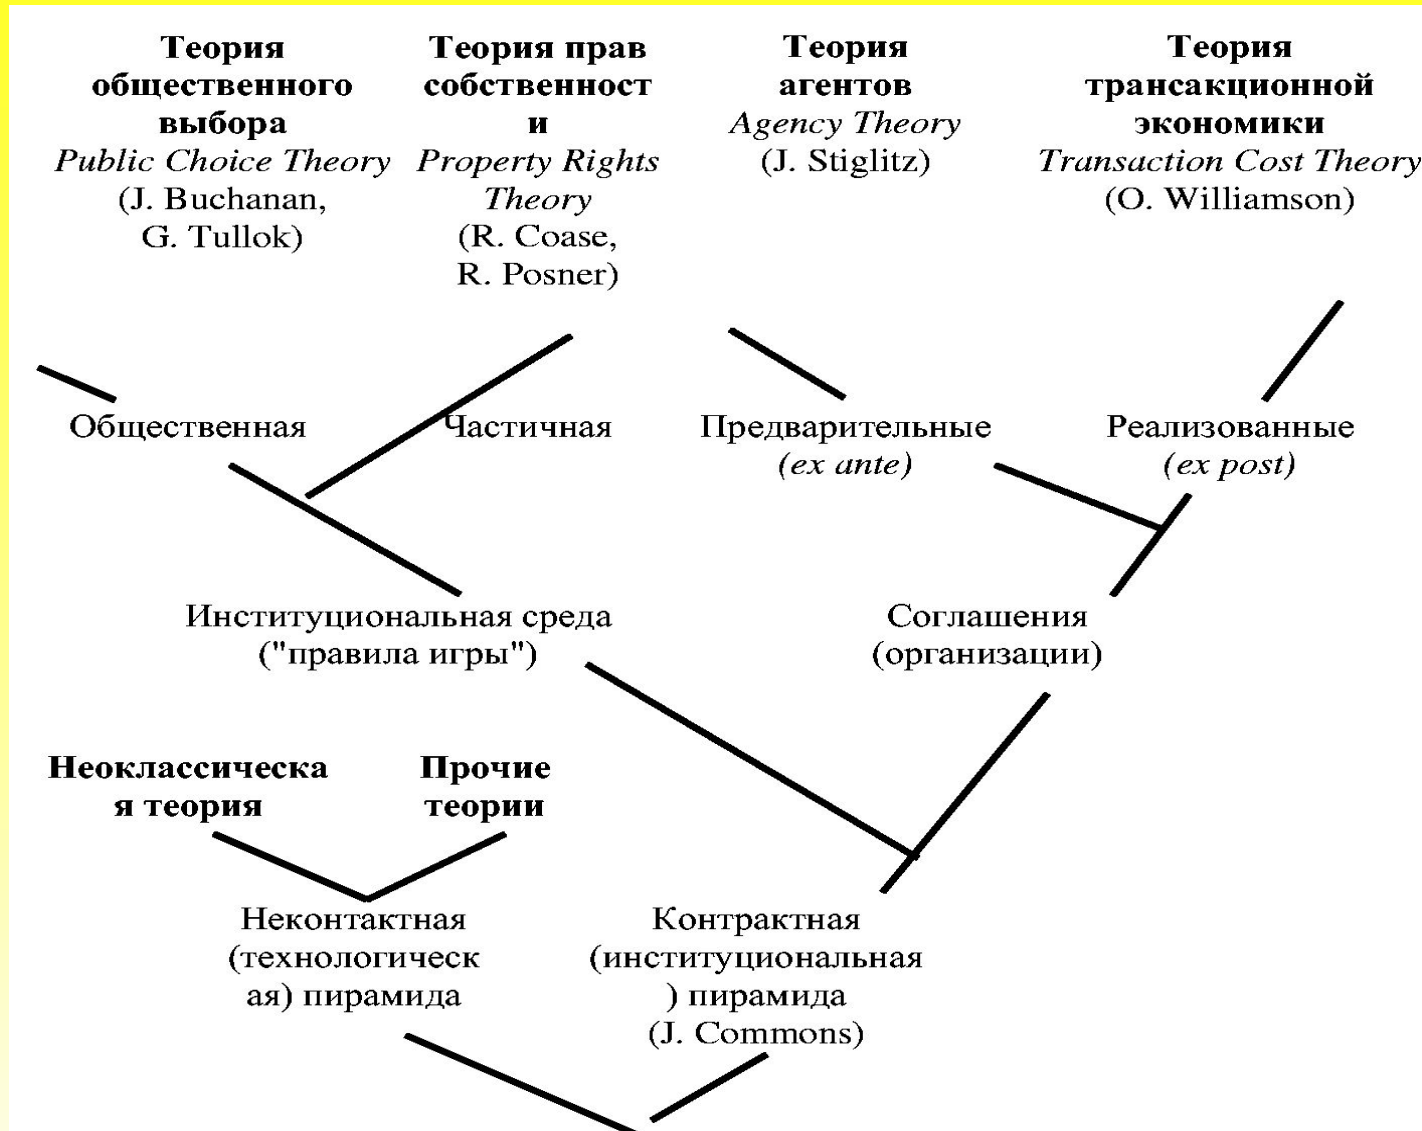 Теория
общественного
выбора
Public Choice Theory
(J. Buchanan,
G. Tullok)
Теория прав
собственност
и
Property Rights
Theory
(R. Coase,
R. Posner)
Теория
агентов
Agency Theory
(J. Stiglitz)
Теория
трансакционной
экономики
Transaction Cost Theory
(O. Williamson)
Общественная
Частичная
Предварительные
(ex ante)
Реализованные
(ex post)
Институциональная среда
("правила игры")
Соглашения
(организации)
Неоклассическа
я теория
Прочие
теории
Неконтактная
(технологическ
ая) пирамида
Контрактная
(институциональная
) пирамида
(J. Commons)